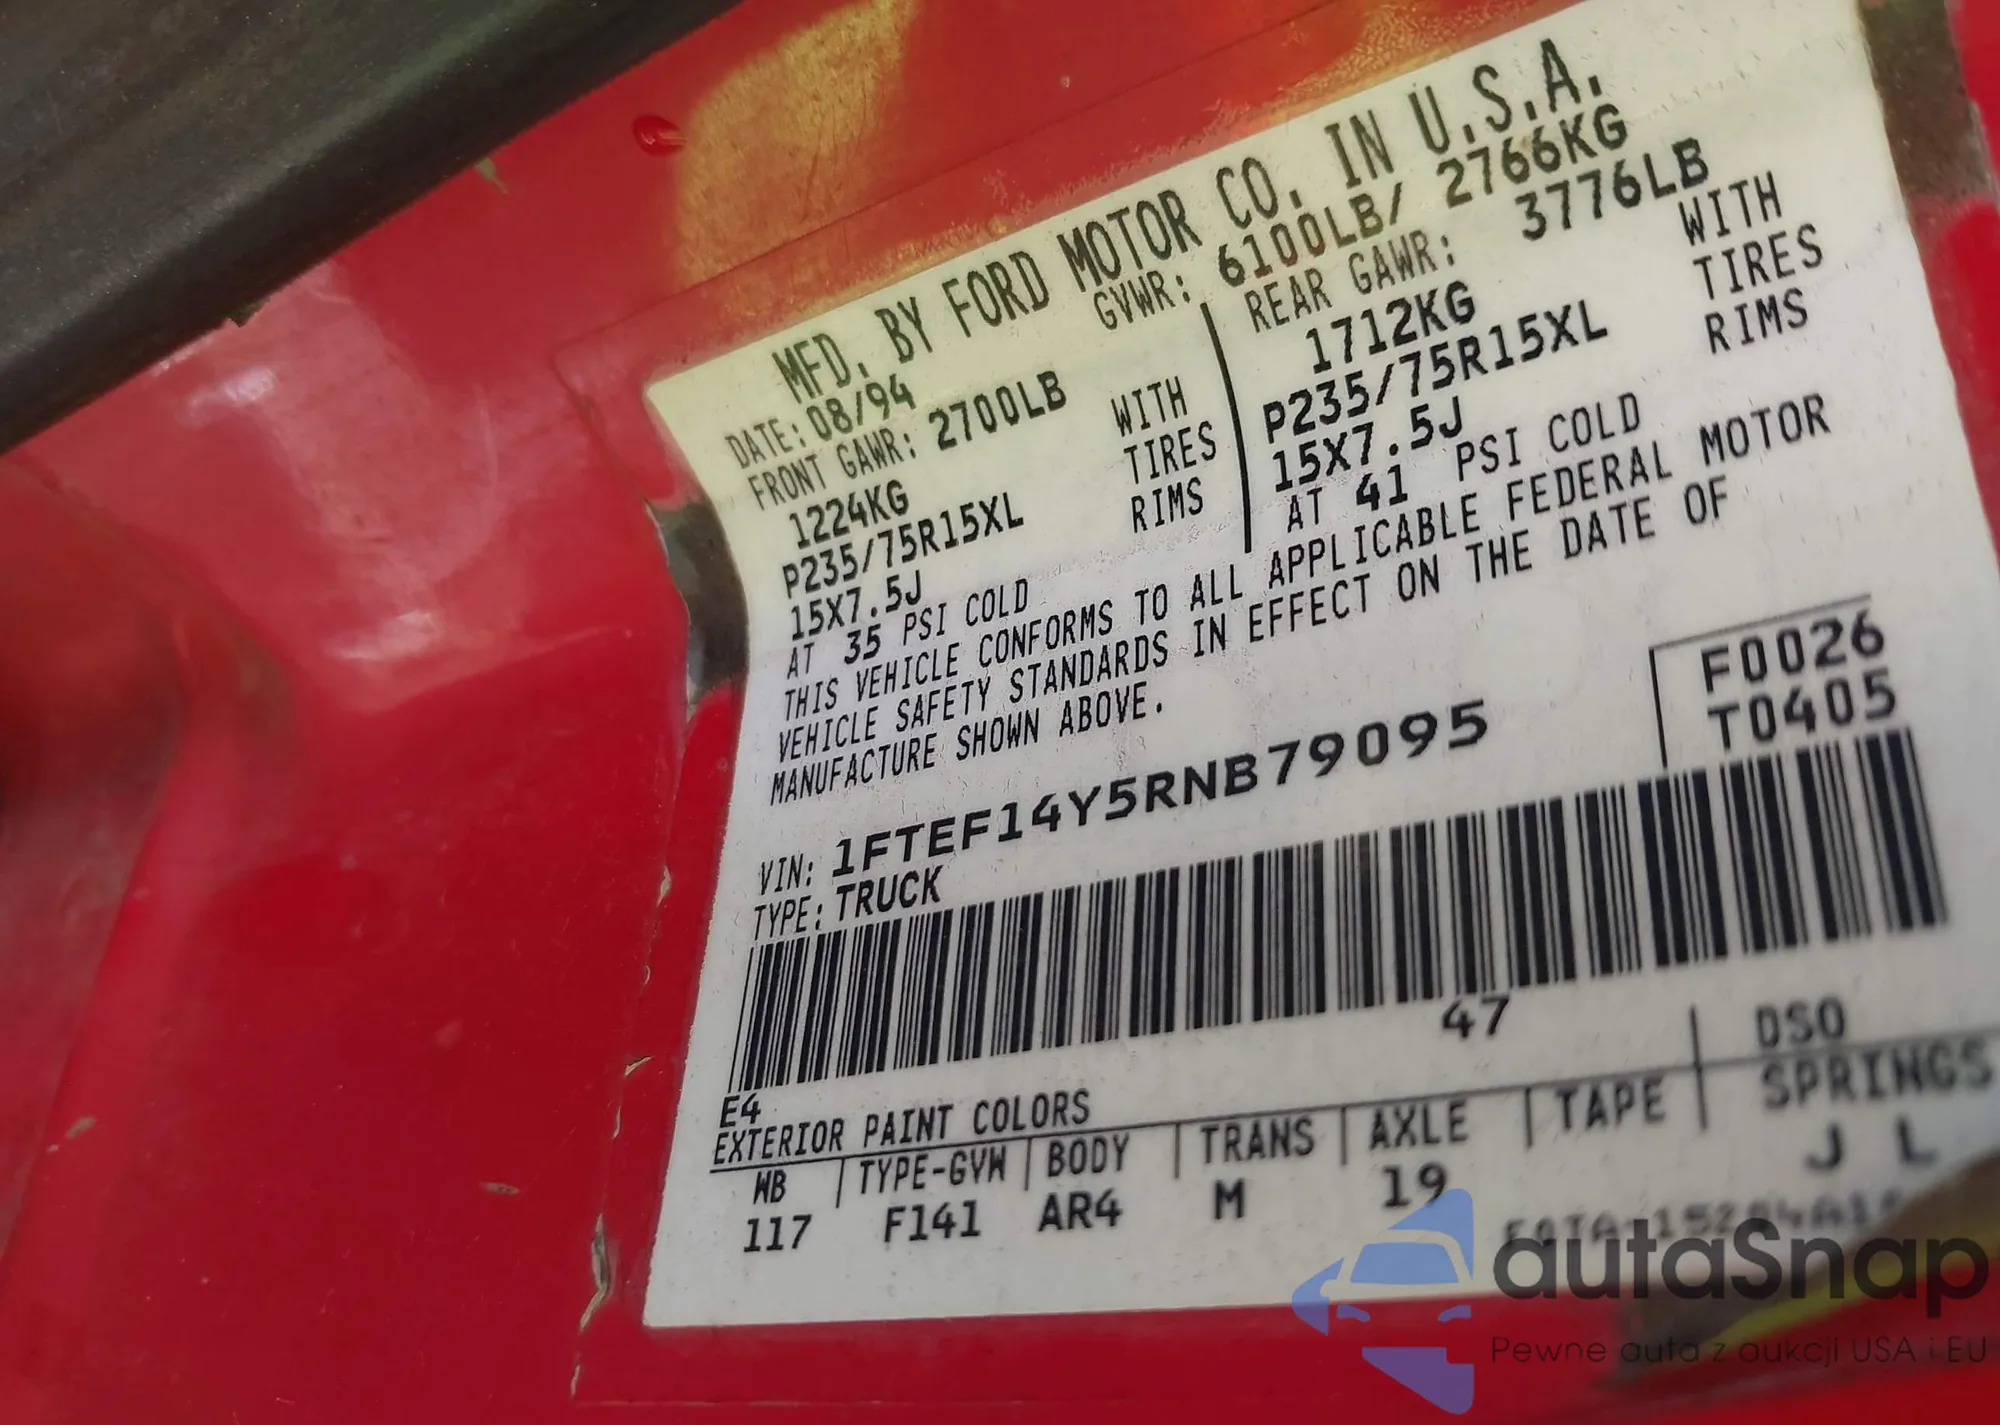 MFD. BY FORD MOTOR CO. IN U.S.A.
DATE: 08/94 GVWR: 6100LB/ 2766KG
FRONT GAWR: 2700LB REAR GAWR: 3776LB
1224KG WITH 1712KG WITH
P235/75R15XL TIRES P235/75R15XL TIRES
15X7.5J RIMS 15X7.5J RIMS
AT 35 PSI COLD AT 41 PSI COLD
THIS VEHICLE CONFORMS TO ALL APPLICABLE FEDERAL MOTOR
VEHICLE SAFETY STANDARDS IN EFFECT ON THE DATE OF
MANUFACTURE SHOWN ABOVE.
F0026
VIN: 1FTEF14Y5RNB79095 T0405
TYPE: TRUCK
47
E4 DSO
EXTERIOR PAINT COLORS
WB TYPE-GVW BODY TRANS AXLE TAPE SPRINGS
117 F141 AR4 M 19 J L
autaSnap
Pewne auta z aukcji USA i EU